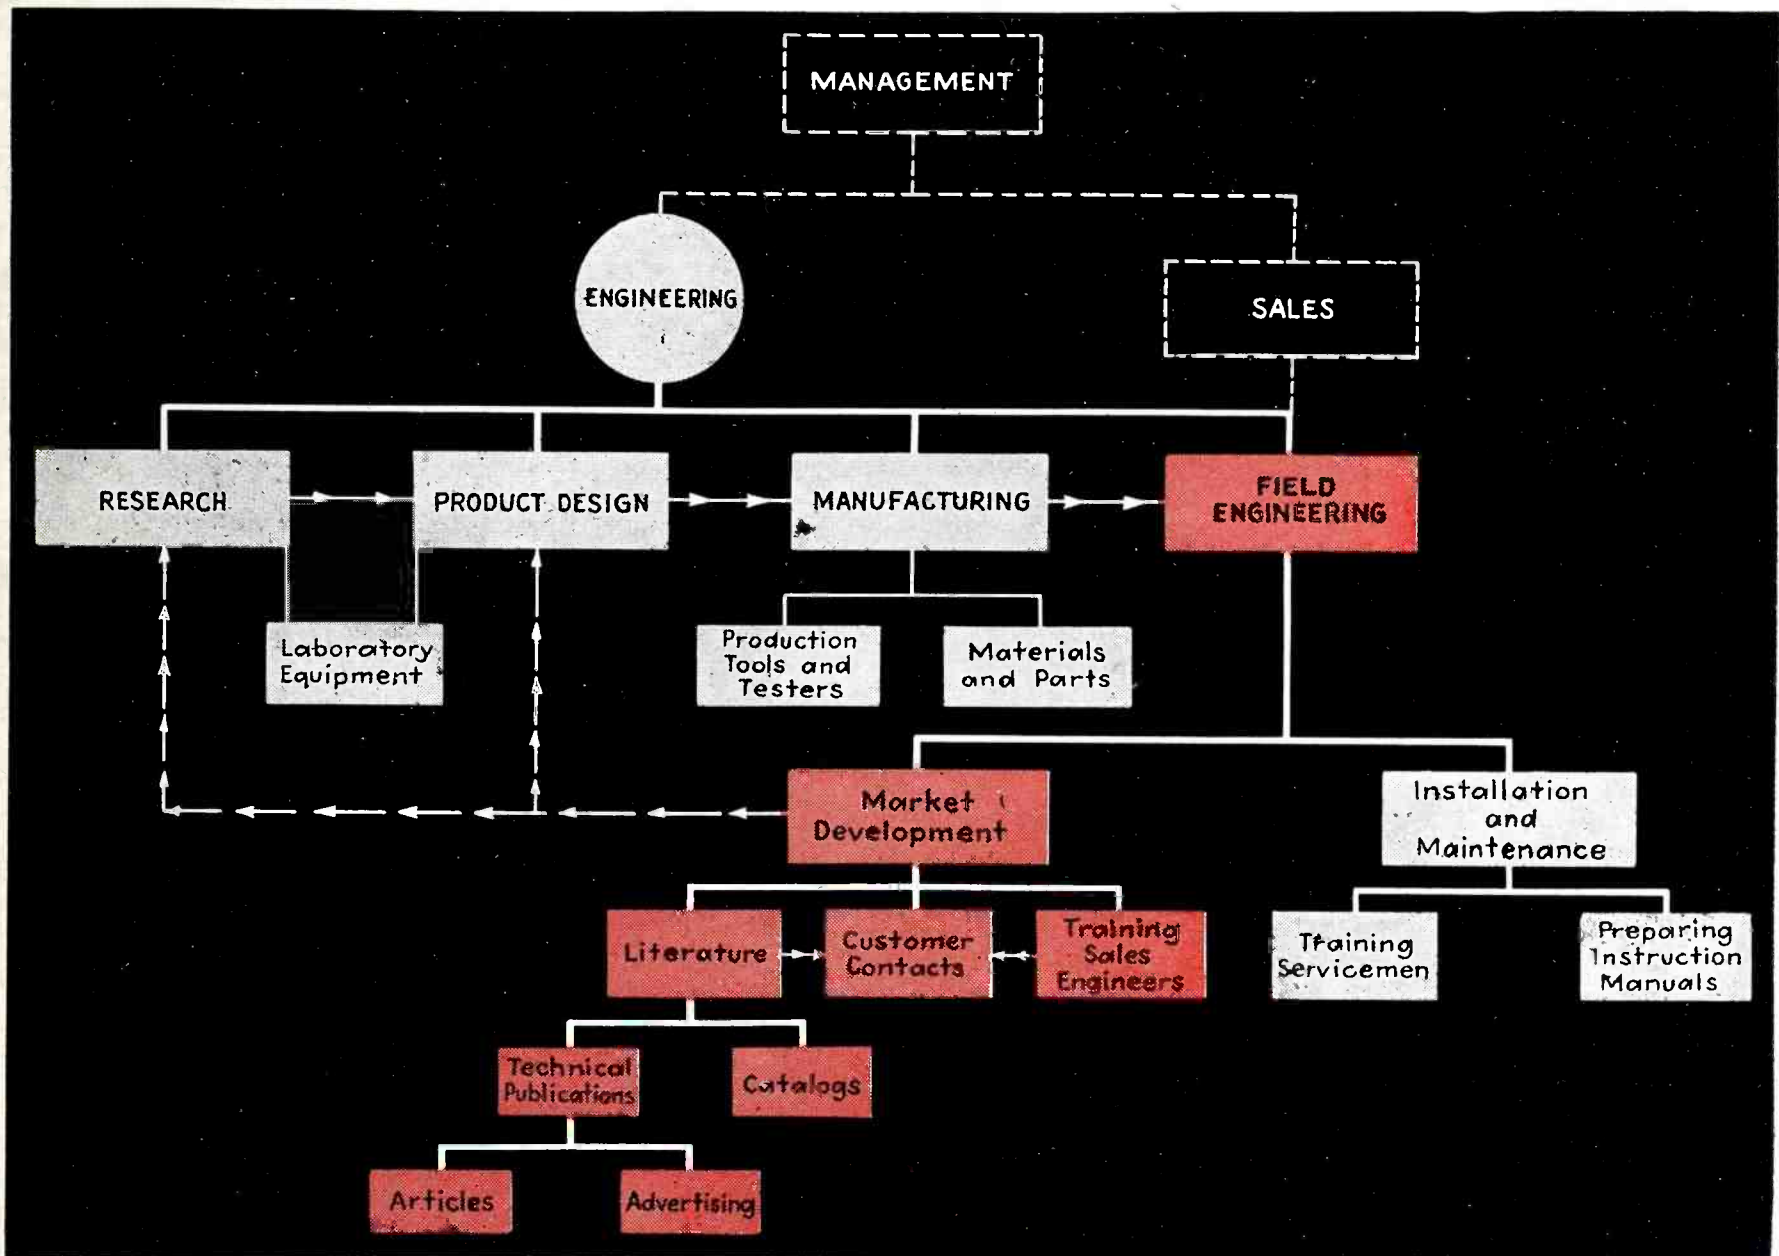 MANAGEMENT
ENGINEERING
SALES
RESEARCH
PRODUCT DESIGN
MANUFACTURING
FIELD
ENGINEERING
Laboratory
Equipment
Production
Tools and
Testers
Materials
and Parts
Market
Development
Installation
and
Maintenance
Literature
Customer
Contacts
Training
Sales
Engineers
Training
Servicemen
Preparing
Instruction
Manuals
Technical
Publications
Catalogs
Articles
Advertising